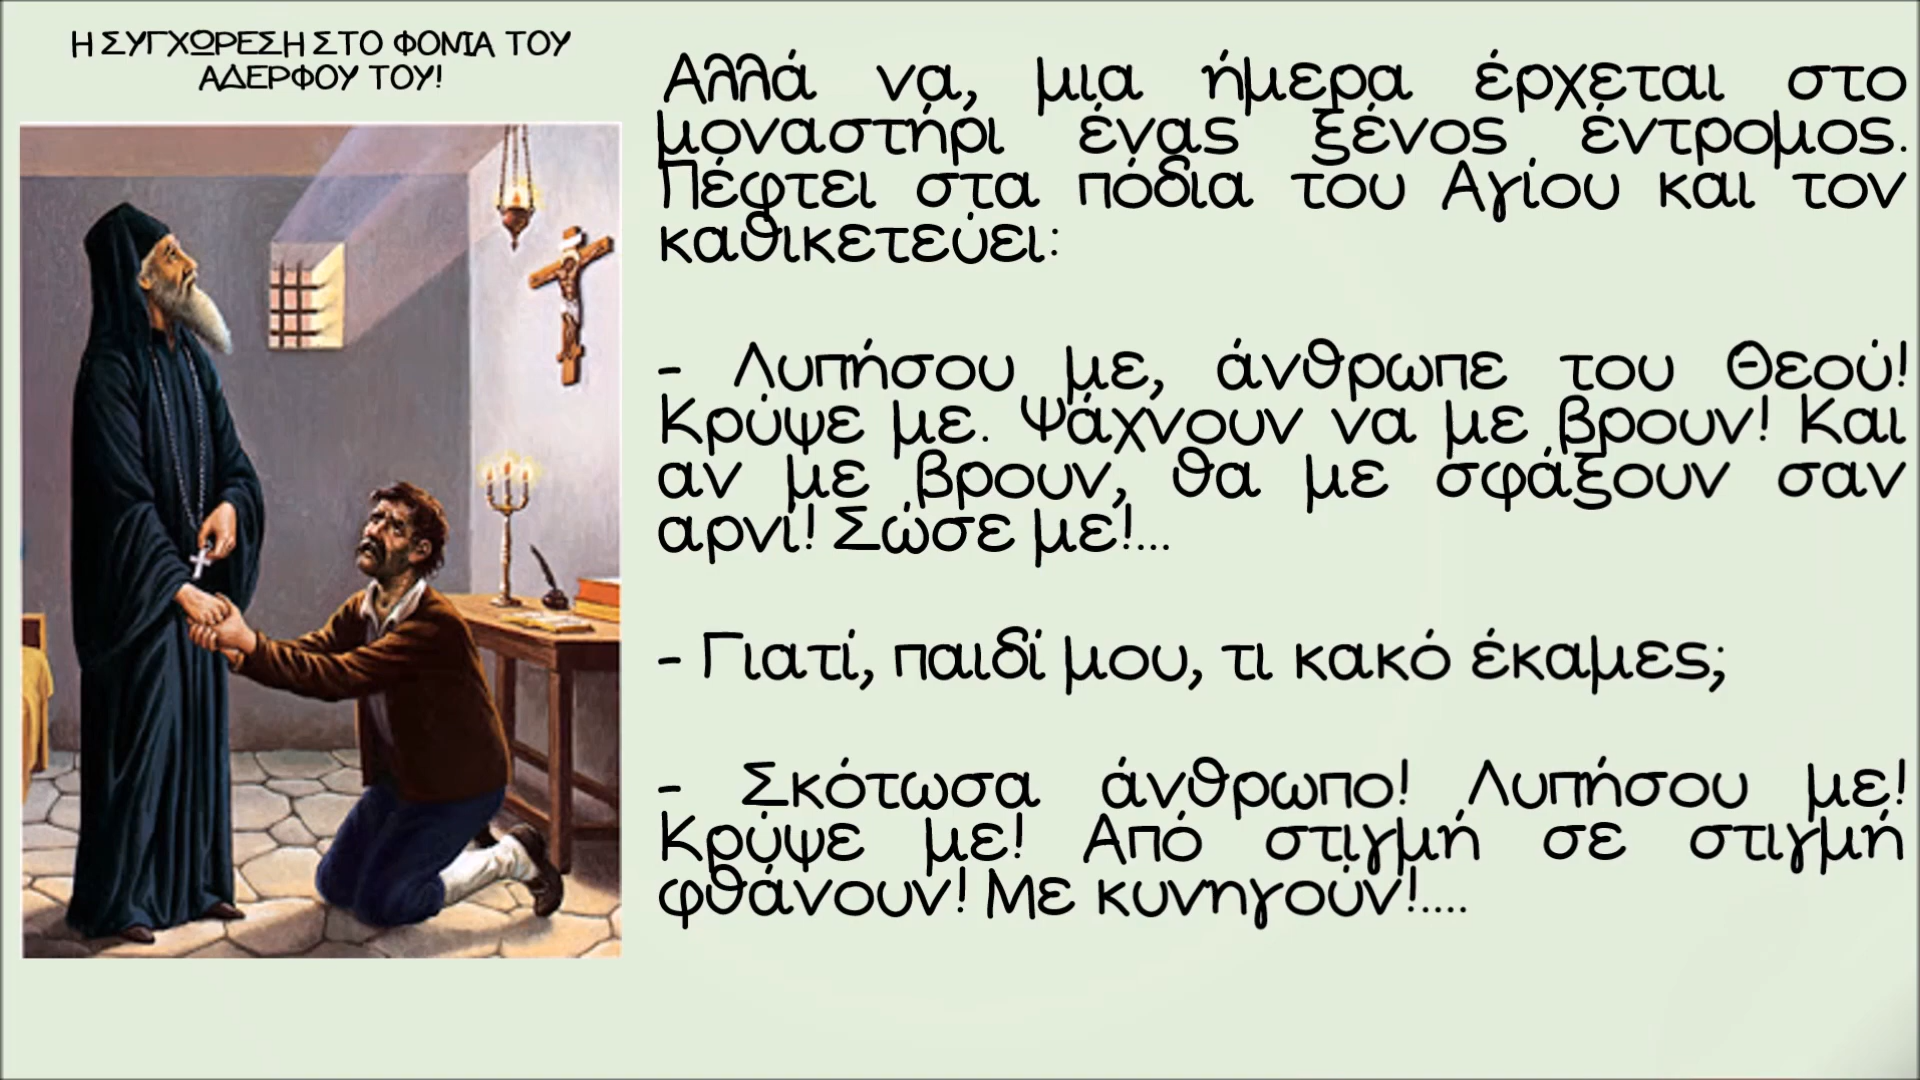 Η ΣΥΓΧΩΡΕΣΗ ΣΤΟ ΦΟΝΙΑ ΤΟΥ
ΑΔΕΡΦΟΥ ΤΟΥ!
Αλλά να, μια ήμερα έρχεται στο
μοναστήρι ένας ξένος έντρομος.
Πέφτει στα πόδια του Αγίου και τον
καθικετεύει:
- Λυπήσου με, άνθρωπε του Θεού!
Κρύψε με. Ψάχνουν να με βρουν! Και
αν με βρουν, θα με σφάξουν σαν
αρνί! Σώσε με!...
- Γιατί, παιδί μου, τι κακό έκαμες;
- Σκότωσα άνθρωπο! Λυπήσου με!
Κρύψε με! Από στιγμή σε στιγμή
φθάνουν! Με κυνηγούν!....